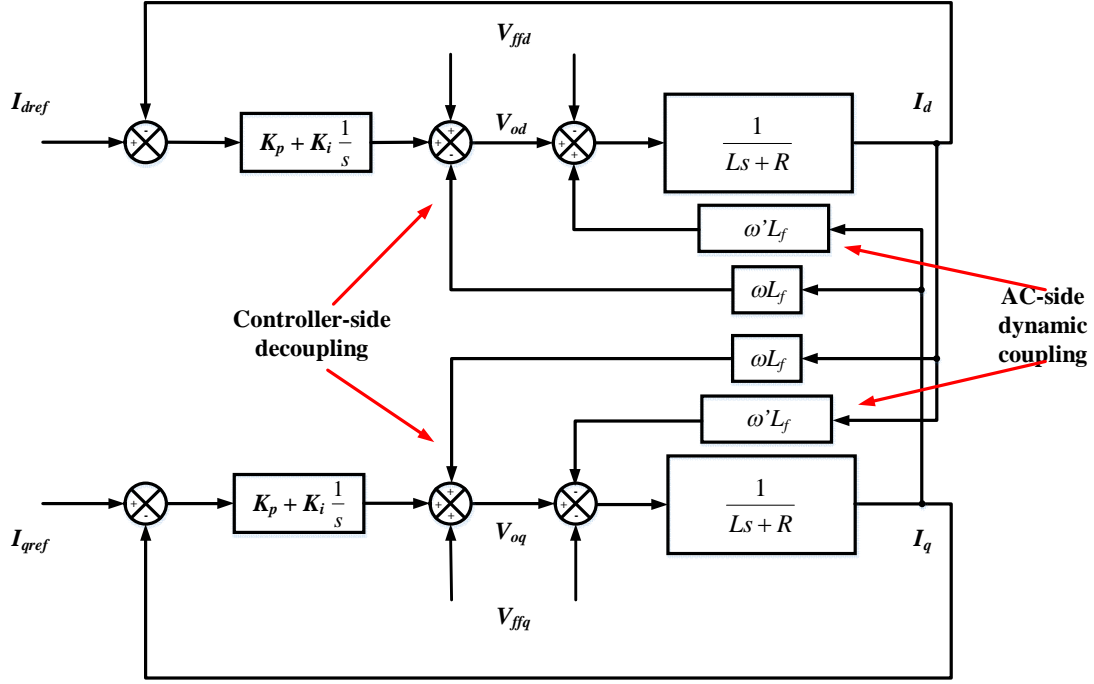 V_ffd
I_dref
K_p + K_i 1/s
V_od
1/(Ls + R)
I_d
- + + + - - +
ω’L_f
ωL_f
Controller-side
decoupling
AC-side
dynamic
coupling
ωL_f
ω’L_f
I_qref
K_p + K_i 1/s
V_oq
1/(Ls + R)
I_q
+ - + + + - + -
V_ffq